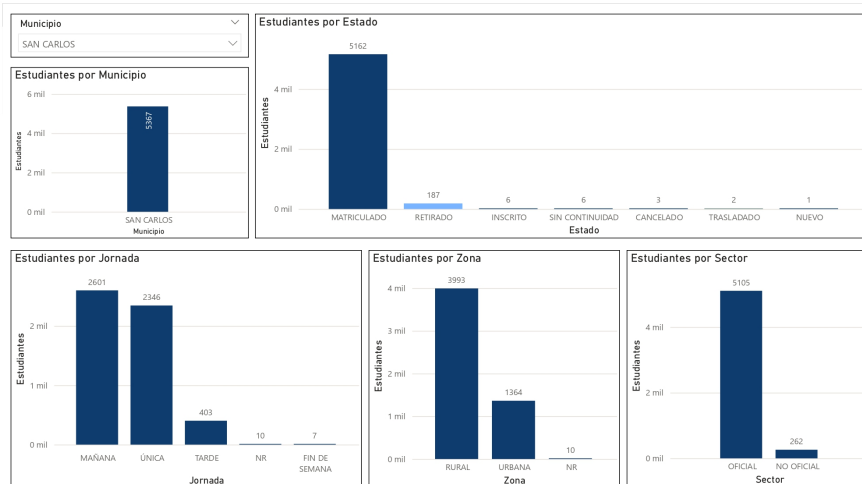 Municipio
SAN CARLOS
Estudiantes por Municipio
6 mil
4 mil
2 mil
0 mil
Estudiantes
5367
SAN CARLOS
Municipio
Estudiantes por Estado
4 mil
2 mil
0 mil
Estudiantes
5162
187
6
6
3
2
1
MATRICULADO
RETIRADO
INSCRITO
SIN CONTINUIDAD
CANCELADO
TRASLADADO
NUEVO
Estado
Estudiantes por Jornada
2 mil
1 mil
0 mil
Estudiantes
2601
2346
403
10
7
MAÑANA
ÚNICA
TARDE
NR
FIN DE
SEMANA
Jornada
Estudiantes por Zona
4 mil
3 mil
2 mil
1 mil
0 mil
Estudiantes
3993
1364
10
RURAL
URBANA
NR
Zona
Estudiantes por Sector
4 mil
2 mil
0 mil
Estudiantes
5105
262
OFICIAL
NO OFICIAL
Sector